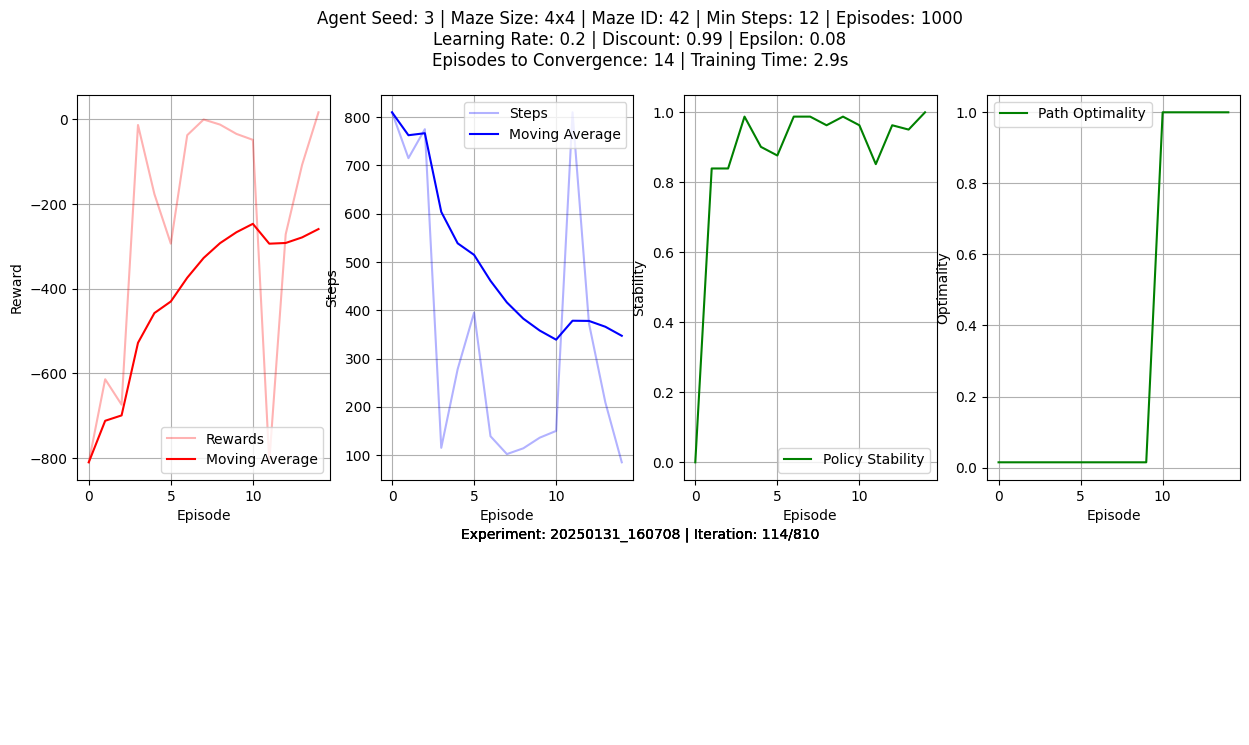 Agent Seed: 3 | Maze Size: 4x4 | Maze ID: 42 | Min Steps: 12 | Episodes: 1000
Learning Rate: 0.2 | Discount: 0.99 | Epsilon: 0.08
Episodes to Convergence: 14 | Training Time: 2.9s
Reward
0
−200
−400
−600
−800
Rewards
Moving Average
0 5 10
Episode
Steps
800
700
600
500
400
300
200
100
Steps
Moving Average
0 5 10
Episode
Stability
1.0
0.8
0.6
0.4
0.2
0.0
Policy Stability
0 5 10
Episode
Optimality
1.0
0.8
0.6
0.4
0.2
0.0
Path Optimality
0 5 10
Episode
Experiment: 20250131_160708 | Iteration: 114/810